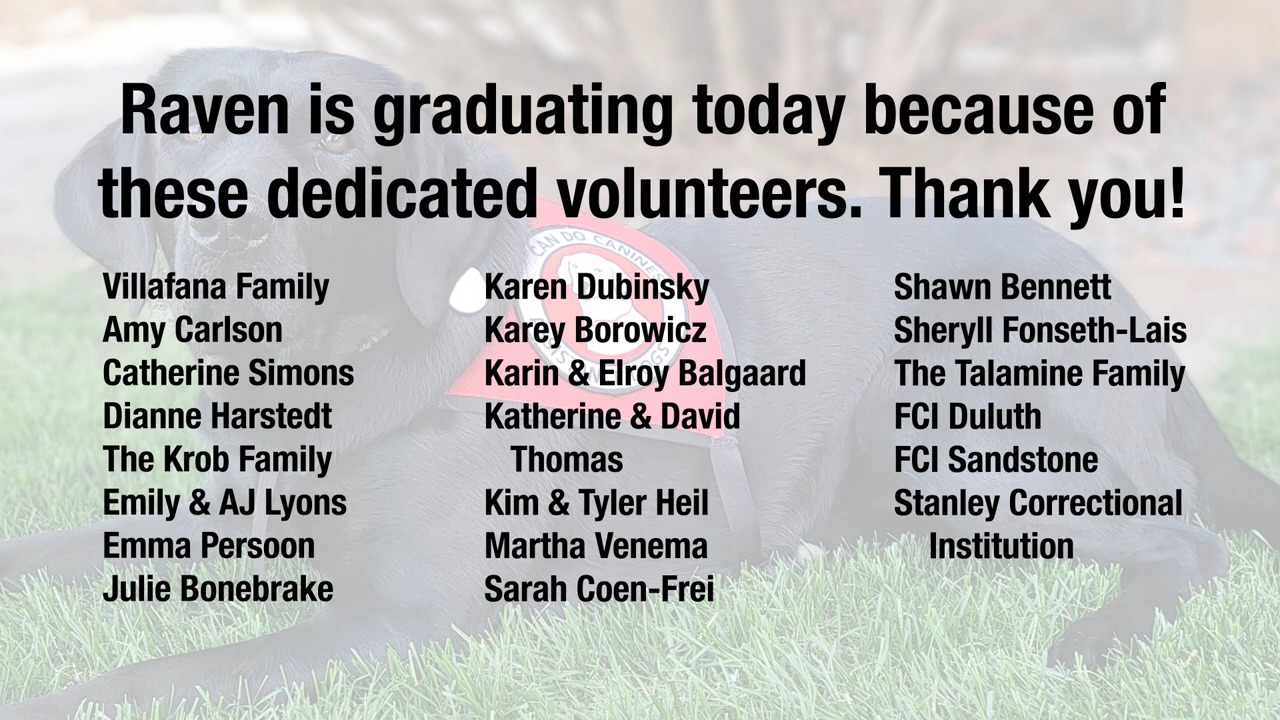 Raven is graduating today because of
these dedicated volunteers. Thank you!
Villafana Family
Amy Carlson
Catherine Simons
Dianne Harstedt
The Krob Family
Emily & AJ Lyons
Emma Persoon
Julie Bonebrake
Karen Dubinsky
Karey Borowicz
Karin & Elroy Balgaard
Katherine & David
Thomas
Kim & Tyler Heil
Martha Venema
Sarah Coen-Frei
Shawn Bennett
Sheryll Fonseth-Lais
The Talamine Family
FCI Duluth
FCI Sandstone
Stanley Correctional
Institution
CAN DO CANINES